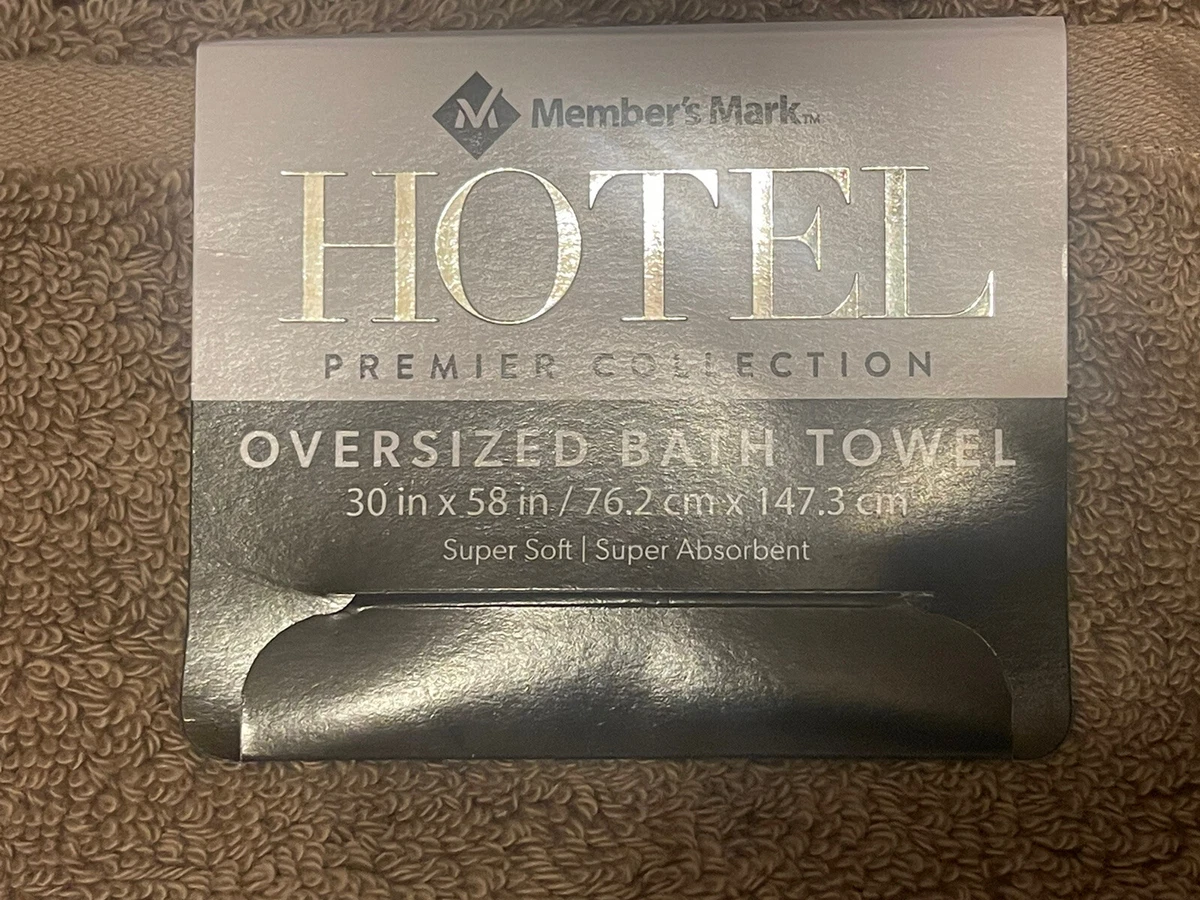 Member's Mark™
HOTEL
PREMIER COLLECTION
OVERSIZED BATH TOWEL
30 in x 58 in / 76.2 cm x 147.3 cm
Super Soft | Super Absorbent